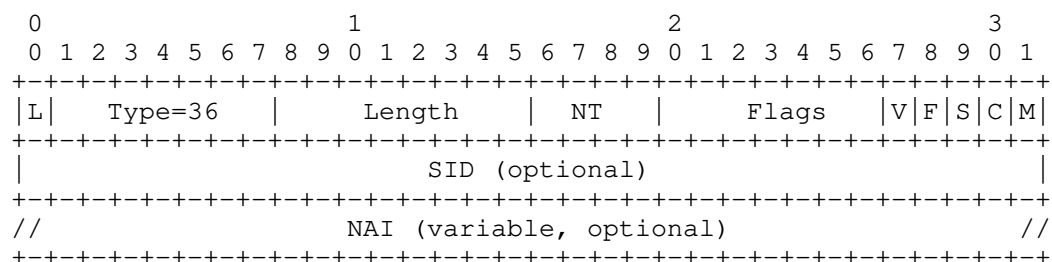 0                   1                   2                   3
 0 1 2 3 4 5 6 7 8 9 0 1 2 3 4 5 6 7 8 9 0 1 2 3 4 5 6 7 8 9 0 1
+-+-+-+-+-+-+-+-+-+-+-+-+-+-+-+-+-+-+-+-+-+-+-+-+-+-+-+-+-+-+-+-+
|L|   Type=36   |     Length    |  NT   |     Flags     |V|F|S|C|M|
+-+-+-+-+-+-+-+-+-+-+-+-+-+-+-+-+-+-+-+-+-+-+-+-+-+-+-+-+-+-+-+-+
|                         SID (optional)                        |
+-+-+-+-+-+-+-+-+-+-+-+-+-+-+-+-+-+-+-+-+-+-+-+-+-+-+-+-+-+-+-+-+
//                   NAI (variable, optional)                  //
+-+-+-+-+-+-+-+-+-+-+-+-+-+-+-+-+-+-+-+-+-+-+-+-+-+-+-+-+-+-+-+-+